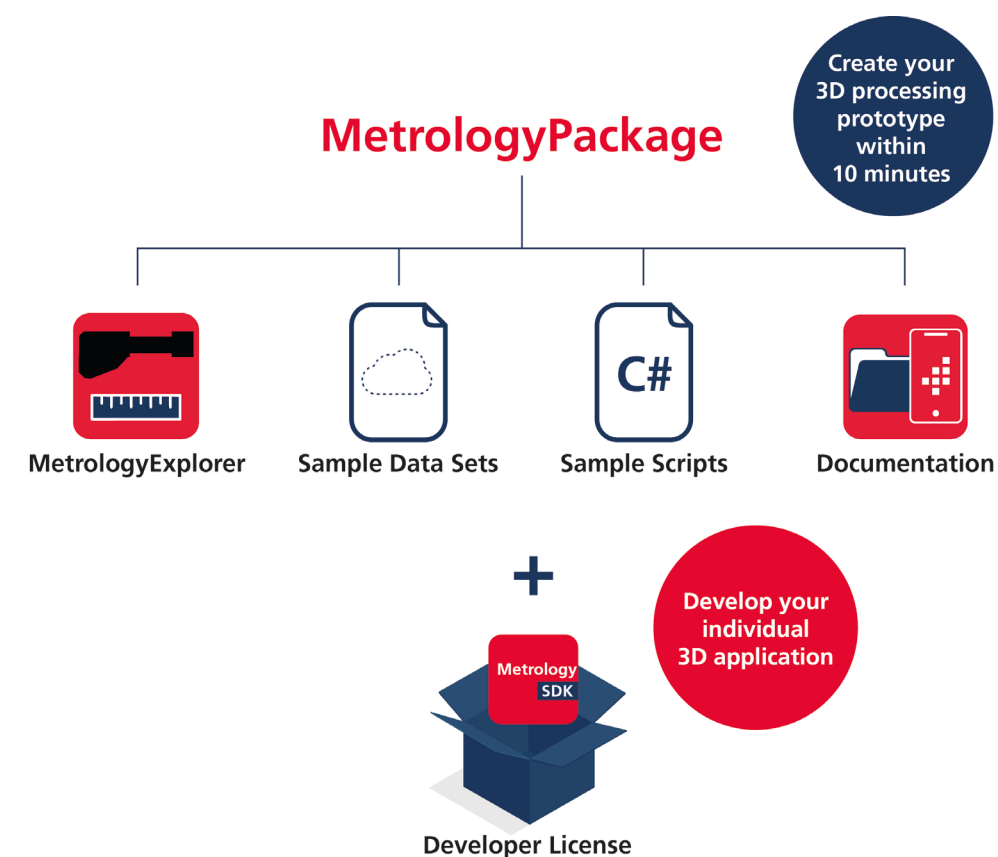 Create your
3D processing
prototype
within
10 minutes
MetrologyPackage
C#
MetrologyExplorer
Sample Data Sets
Sample Scripts
Documentation
+
Develop your
individual
3D application
Metrology
SDK
Developer License